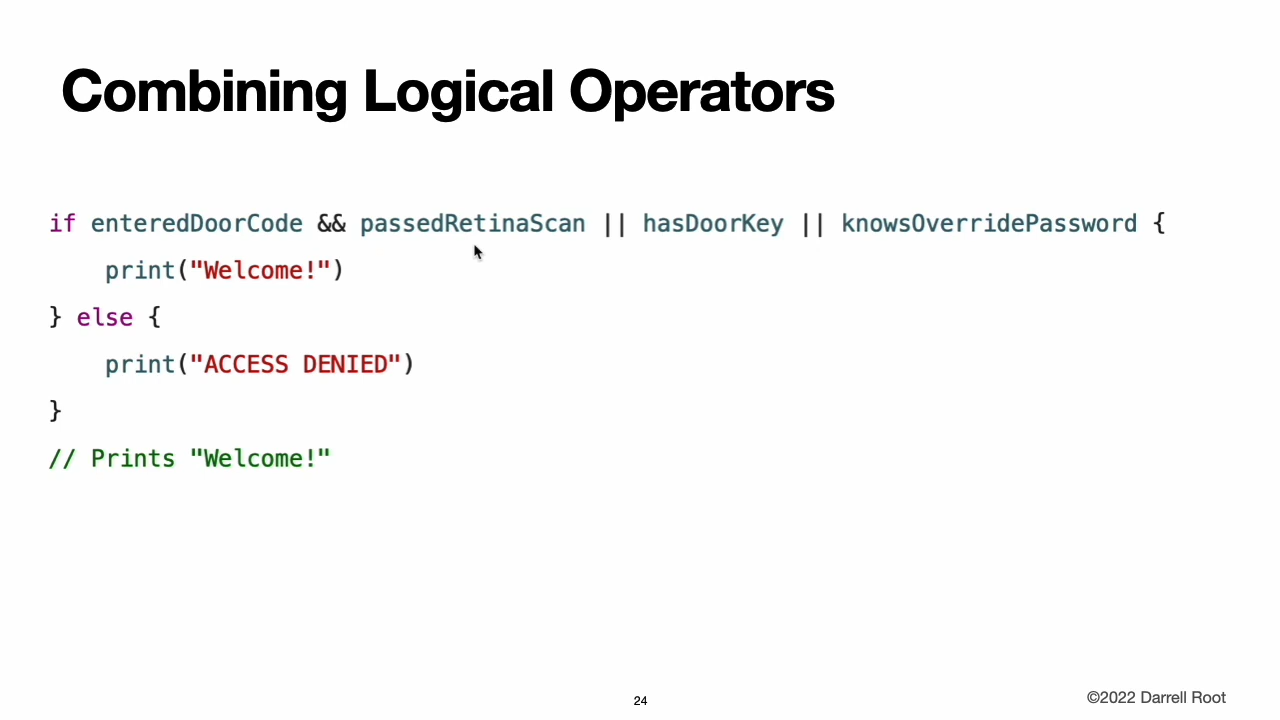 Combining Logical Operators
if enteredDoorCode && passedRetinaScan || hasDoorKey || knowsOverridePassword {
    print("Welcome!")
} else {
    print("ACCESS DENIED")
}
// Prints "Welcome!"
24
©2022 Darrell Root